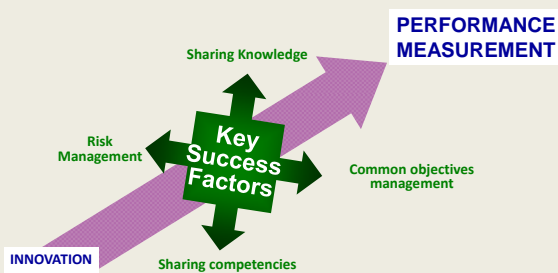 PERFORMANCE
MEASUREMENT
Sharing Knowledge
Risk
Management
Key
Success
Factors
Common objectives
management
INNOVATION
Sharing competencies